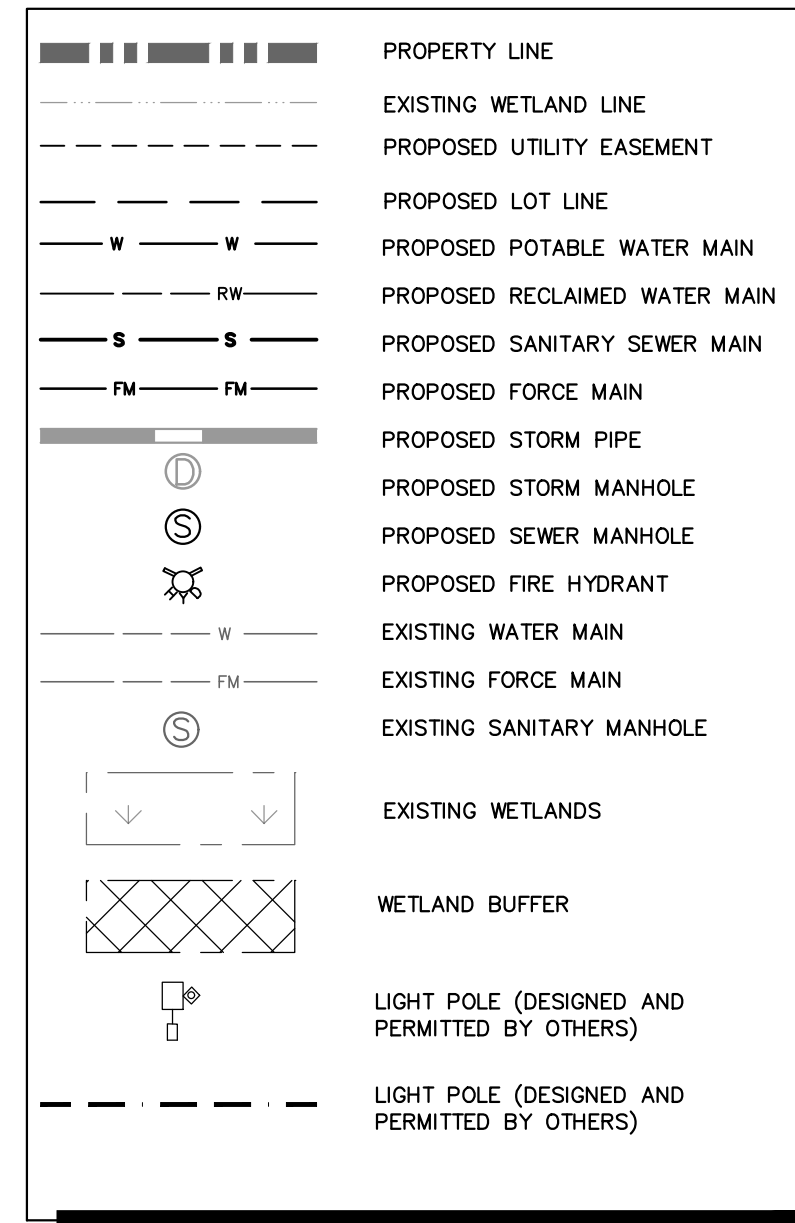 PROPERTY LINE
EXISTING WETLAND LINE
PROPOSED UTILITY EASEMENT
PROPOSED LOT LINE
W W PROPOSED POTABLE WATER MAIN
RW PROPOSED RECLAIMED WATER MAIN
S S PROPOSED SANITARY SEWER MAIN
FM FM PROPOSED FORCE MAIN
PROPOSED STORM PIPE
D PROPOSED STORM MANHOLE
S PROPOSED SEWER MANHOLE
PROPOSED FIRE HYDRANT
W EXISTING WATER MAIN
FM EXISTING FORCE MAIN
S EXISTING SANITARY MANHOLE
EXISTING WETLANDS
WETLAND BUFFER
LIGHT POLE (DESIGNED AND
PERMITTED BY OTHERS)
LIGHT POLE (DESIGNED AND
PERMITTED BY OTHERS)